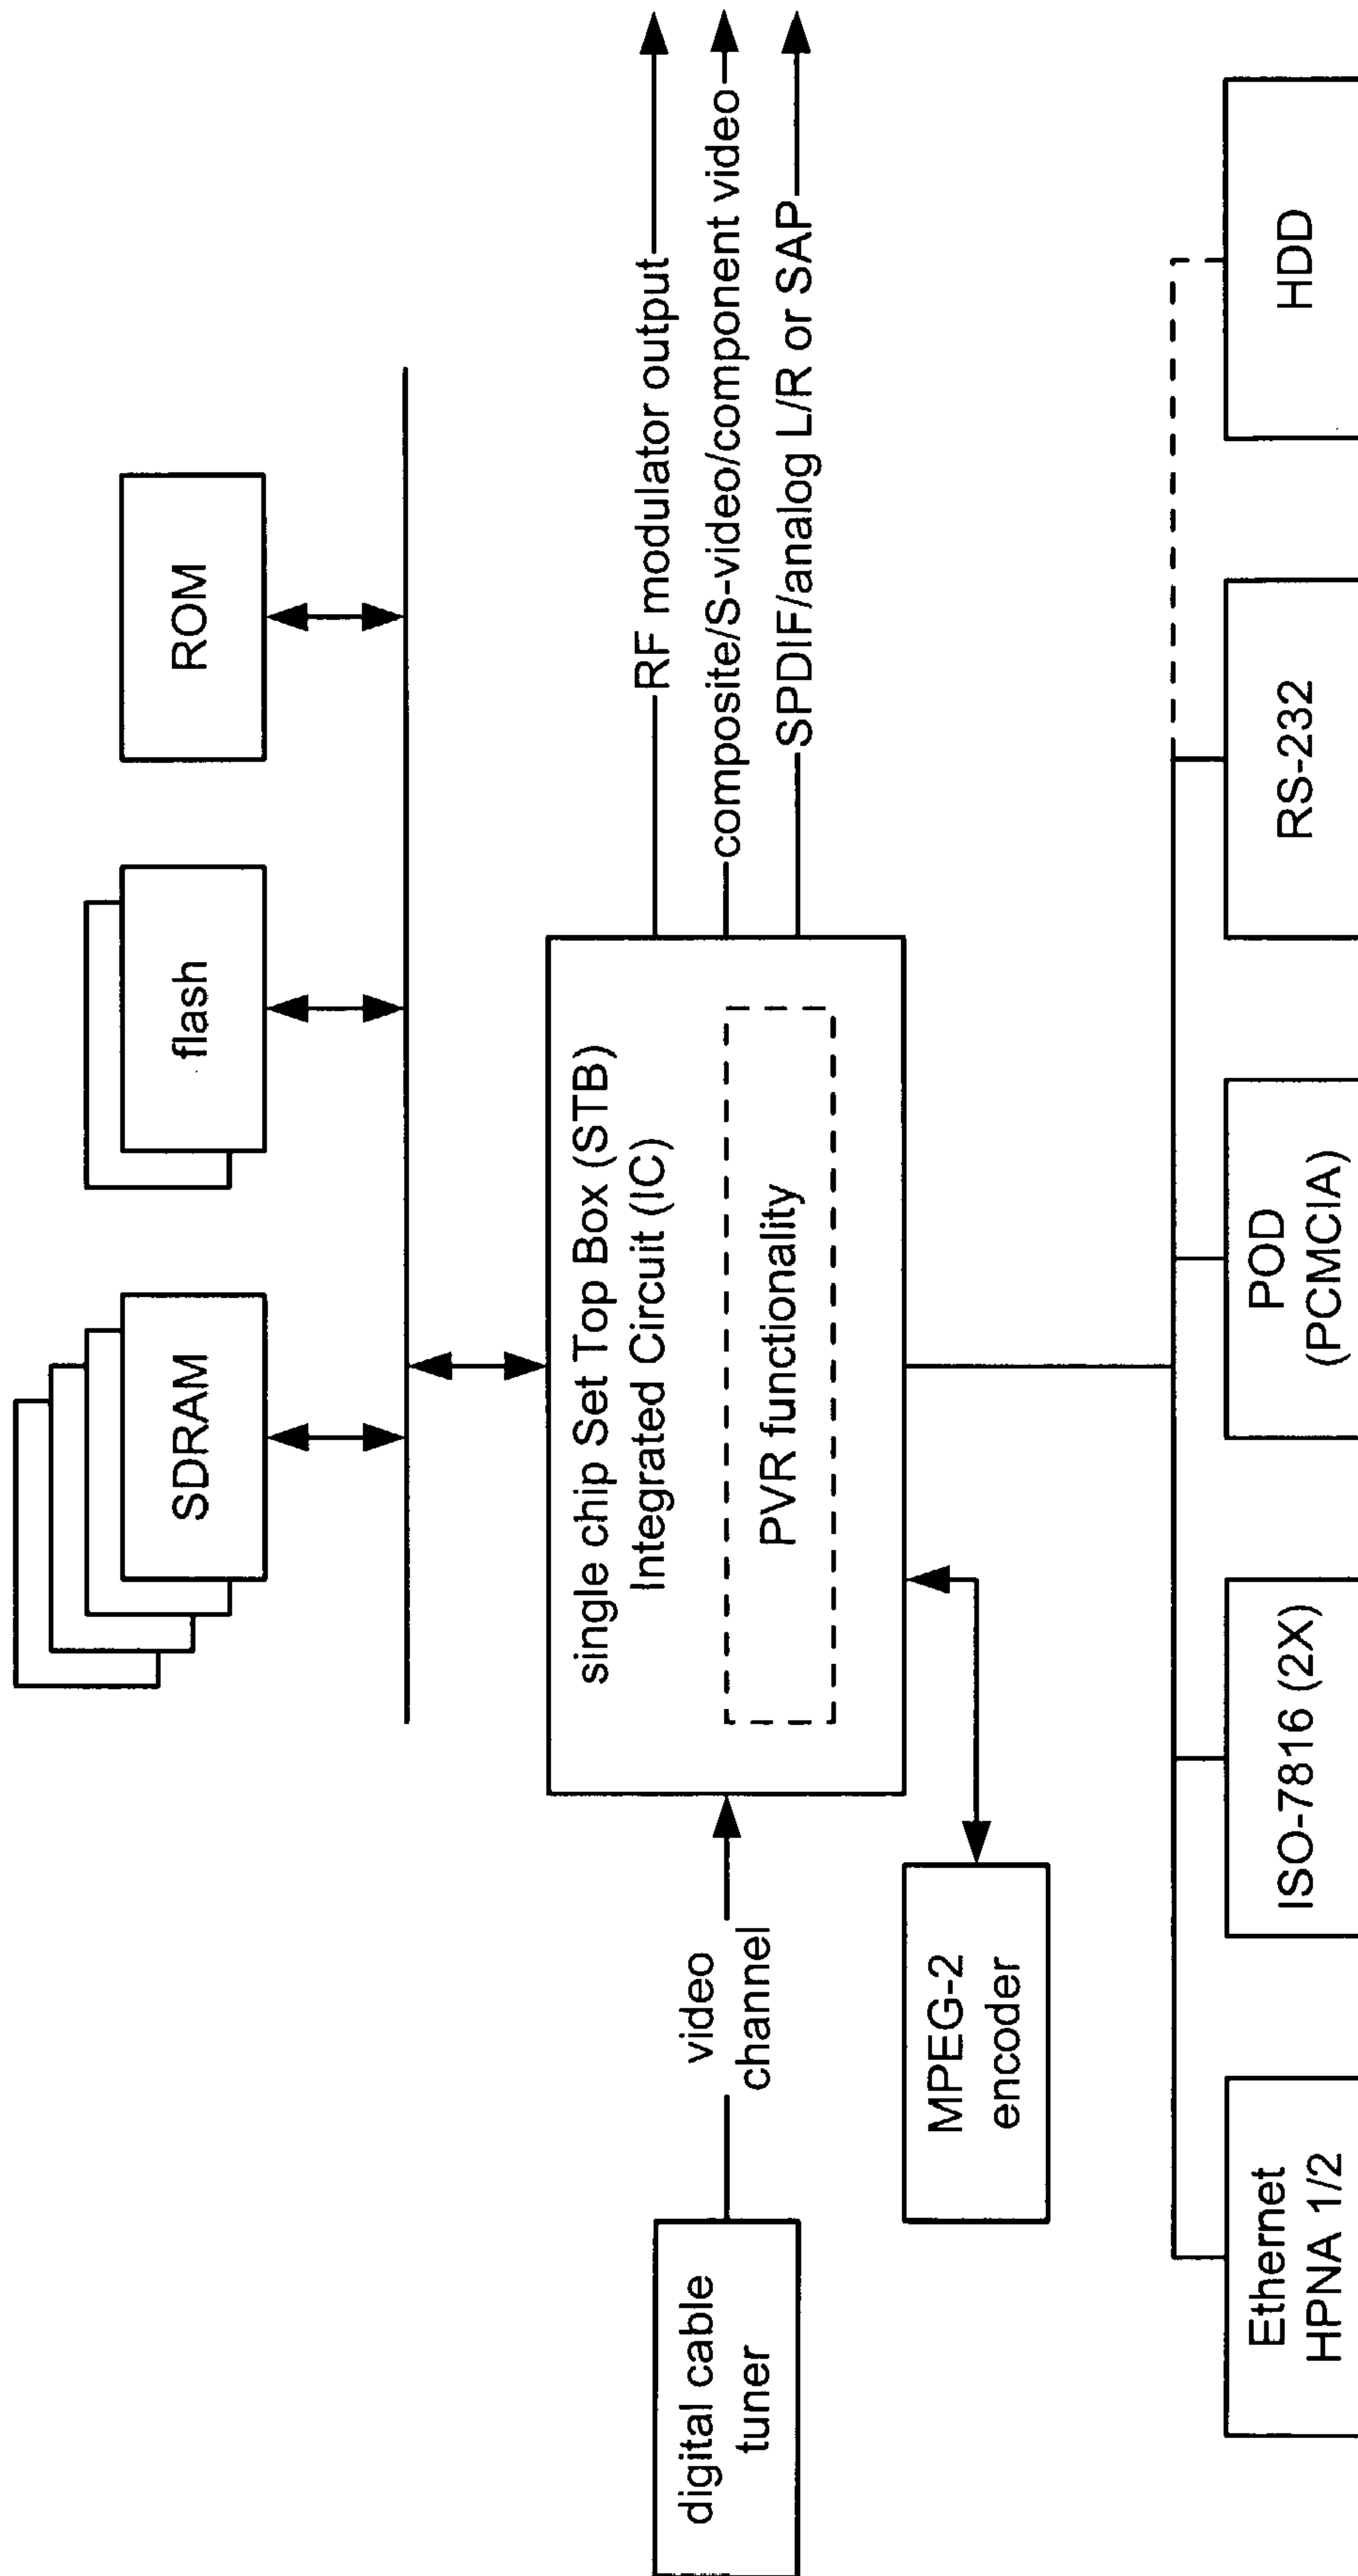 SDRAM
flash
ROM
digital cable
tuner
video
channel
single chip Set Top Box (STB)
Integrated Circuit (IC)
PVR functionality
RF modulator output
composite/S-video/component video
SPDIF/analog L/R or SAP
MPEG-2
encoder
Ethernet
HPNA 1/2
ISO-7816 (2X)
POD
(PCMCIA)
RS-232
HDD